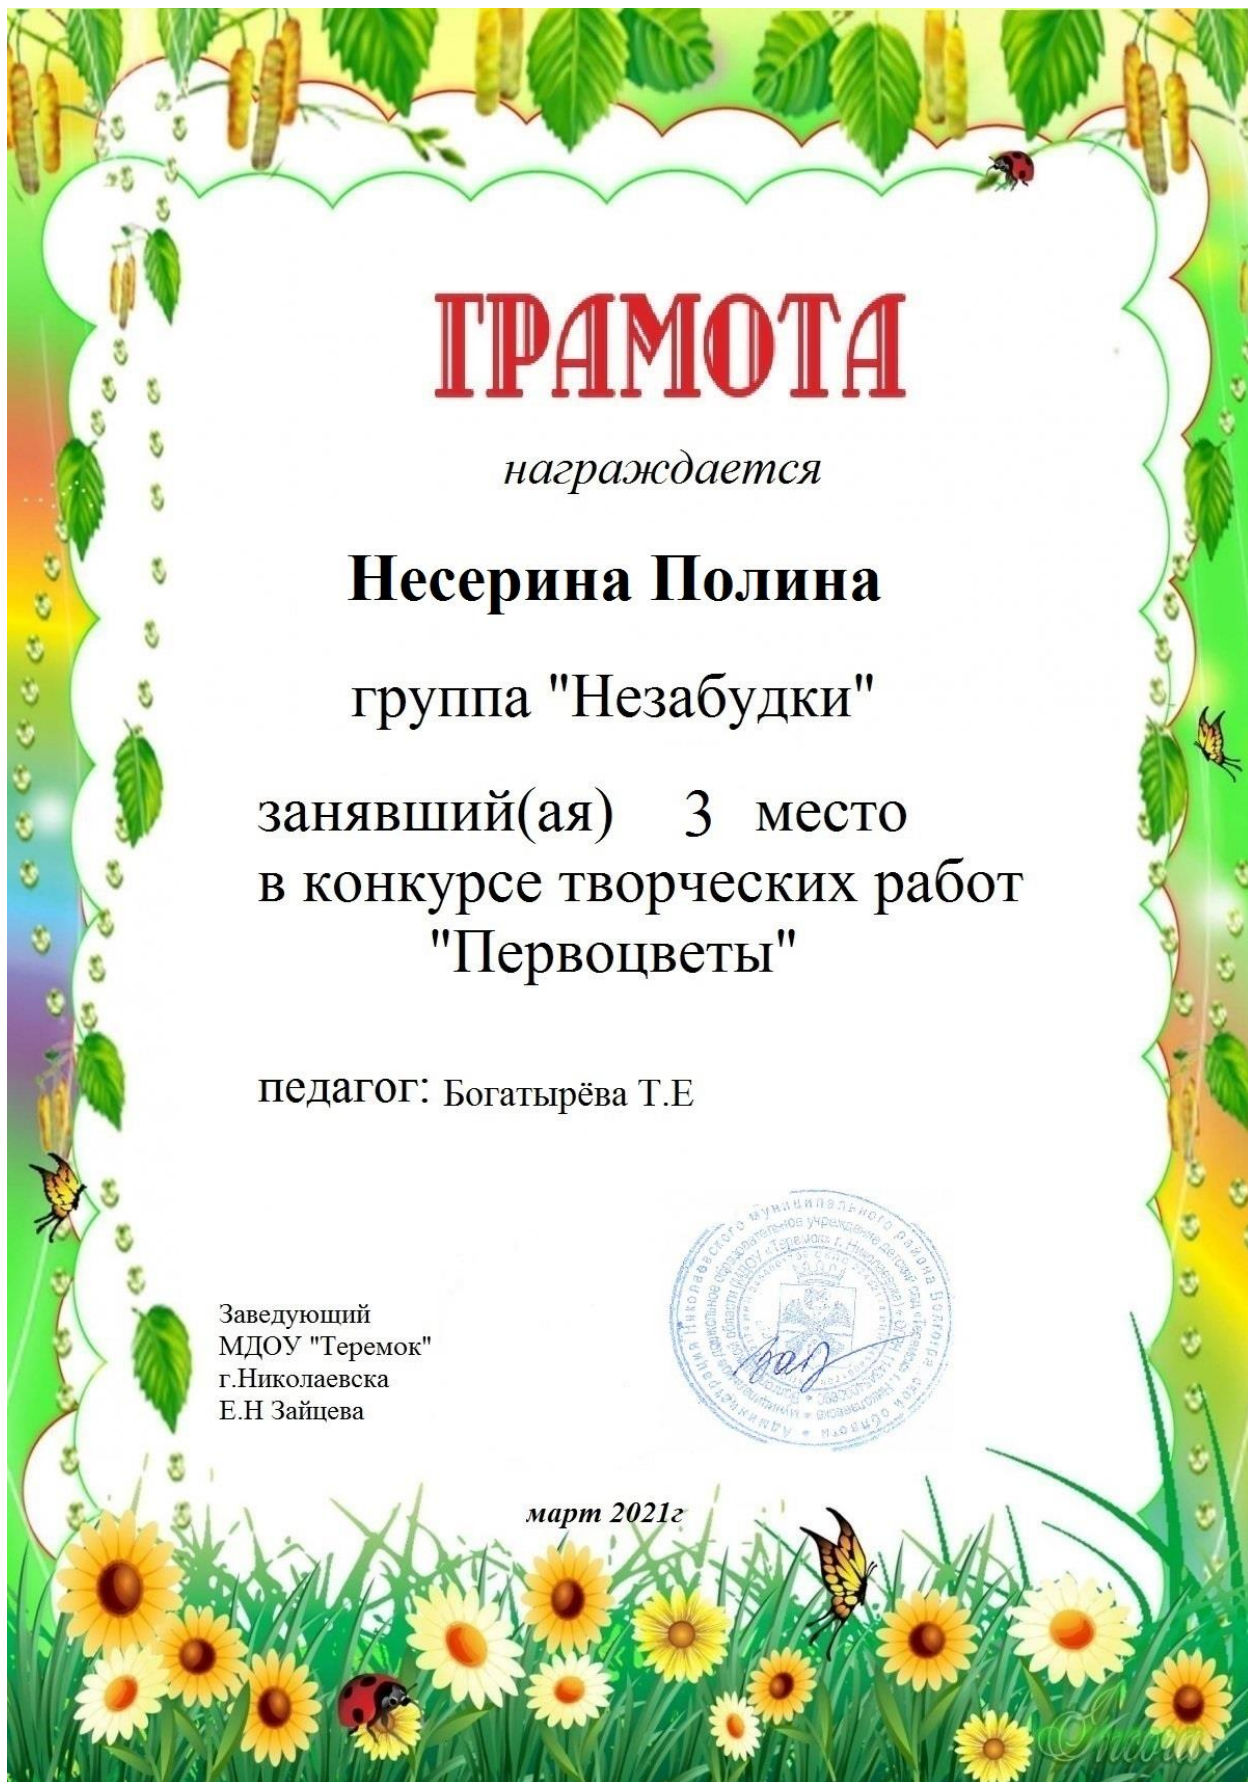 ГРАМОТА
награждается
Несерина Полина
группа "Незабудки"
занявший(ая) 3 место
в конкурсе творческих работ
"Первоцветы"
педагог: Богатырёва Т.Е
Заведующий
МДОУ "Теремок"
г.Николаевска
Е.Н Зайцева
март 2021г